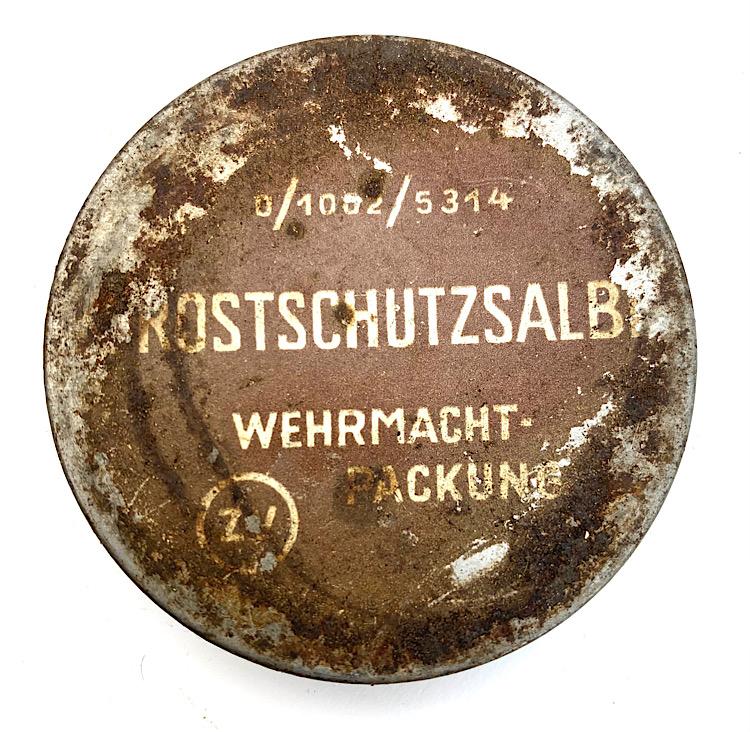 0/1002/5314
ROSTSCHUTZSALBE
WEHRMACHT-
PACKUNG